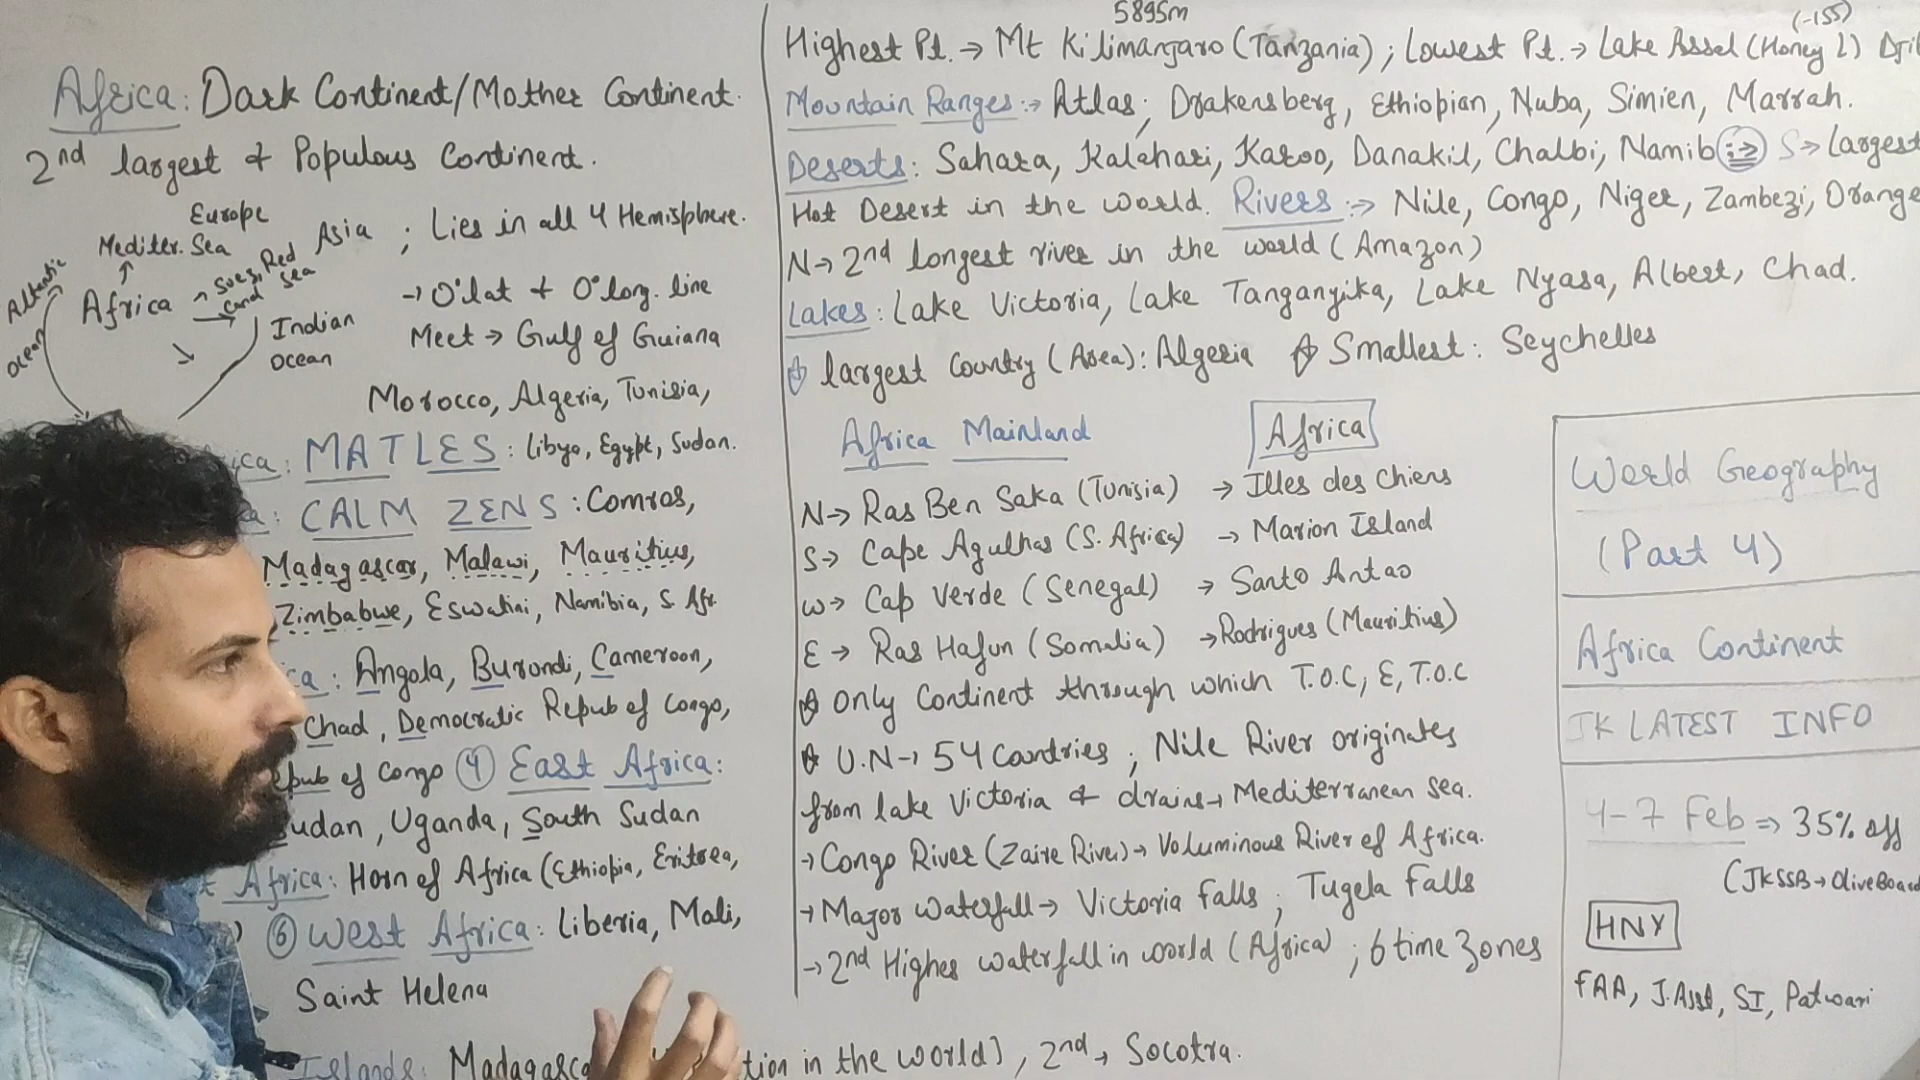 Africa: Dark Continent/Mother Continent.
2nd largest & Populous Continent.
Europe
Mediter. Sea
Asia ; Lies in all 4 Hemisphere.
Atlantic
Ocean
Africa → Suez, Red
Canal Sea
Indian
Ocean
→ 0°lat & 0°long. line
Meet → Gulf of Guiana
Morocco, Algeria, Tunisia,
ica: MATLES: Libya, Egypt, Sudan.
a: CALM ZENS: Comros,
Madagascar, Malawi, Mauritius,
Zimbabwe, Eswatini, Namibia, S. Afr.
ca: Angola, Burundi, Cameroon,
Chad, Democratic Repub of Congo,
epub of Congo ④ East Africa:
Sudan, Uganda, South Sudan
Africa: Horn of Africa (Ethiopia, Eritrea,
) ⑥ West Africa: Liberia, Mali,
Saint Helena
Islands: Madagasca tion in the world), 2nd → Socotra.
5895m
(-155)
Highest Pt. → Mt Kilimanjaro (Tanzania); Lowest Pt. → Lake Assel (Honey L) Dji
Mountain Ranges:→ Atlas, Drakensberg, Ethiopian, Nuba, Simien, Marrah.
Deserts: Sahara, Kalahari, Karoo, Danakil, Chalbi, Namib :→ S→ Largest
Hot Desert in the world. Rivers :→ Nile, Congo, Niger, Zambezi, Orange
N→ 2nd longest river in the world (Amazon)
Lakes: Lake Victoria, Lake Tanganyika, Lake Nyasa, Albert, Chad.
largest Country (Area): Algeria Smallest: Seychelles
Africa Mainland Africa
N→ Ras Ben Saka (Tunisia) → Illes des Chiens
S→ Cape Agulhas (S. Africa) → Marion Island
W→ Cap Verde (Senegal) → Santo Antao
E→ Ras Hafun (Somalia) → Rodrigues (Mauritius)
Only Continent through which T.O.C, E, T.O.C
U.N→ 54 Countries; Nile River originates
from lake Victoria & drains→ Mediterranean Sea.
→ Congo River (Zaire River)→ Voluminous River of Africa.
→ Major Waterfall→ Victoria falls; Tugela falls
→ 2nd Highes waterfall in world (Africa); 6 time zones
World Geography
(Part 4)
Africa Continent
JK LATEST INFO
4-7 Feb ⇒ 35% off
(JKSSB→ OliveBoard
HNY
FAA, J.Asst, SI, Patwari